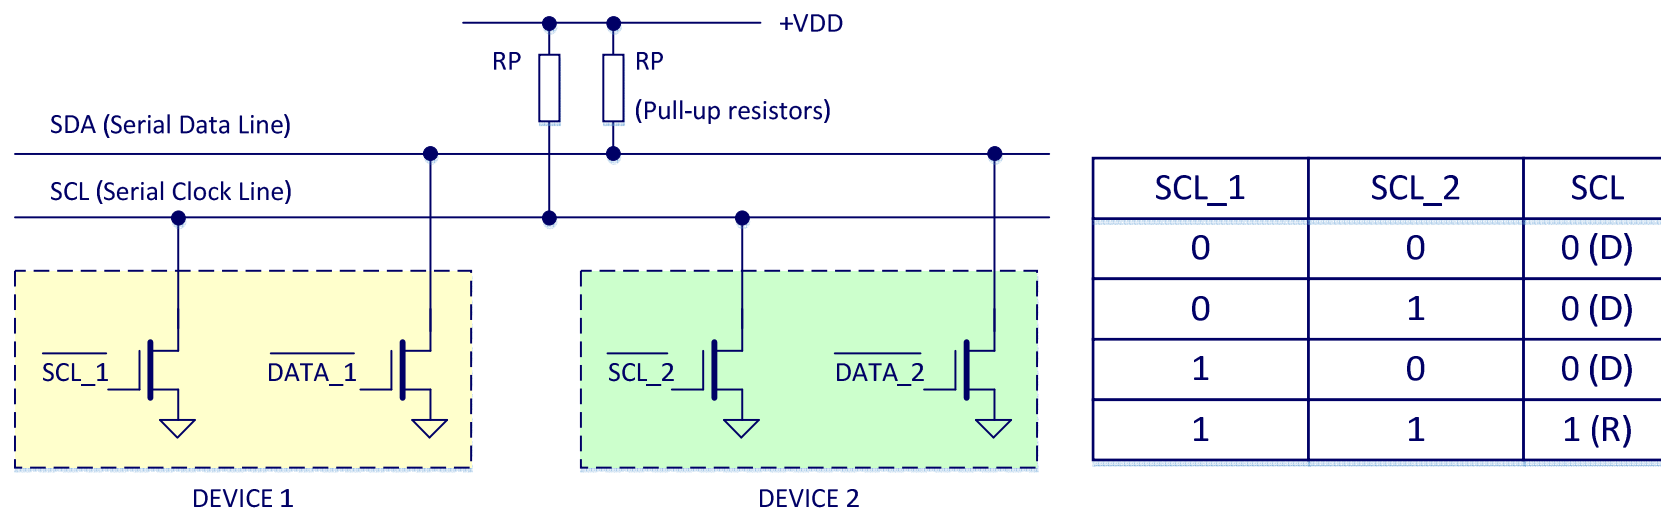 +VDD
RP
RP
(Pull-up resistors)
SDA (Serial Data Line)
SCL (Serial Clock Line)
SCL_1
DATA_1
SCL_2
DATA_2
DEVICE 1
DEVICE 2
SCL_1 SCL_2 SCL
0 0 0 (D)
0 1 0 (D)
1 0 0 (D)
1 1 1 (R)